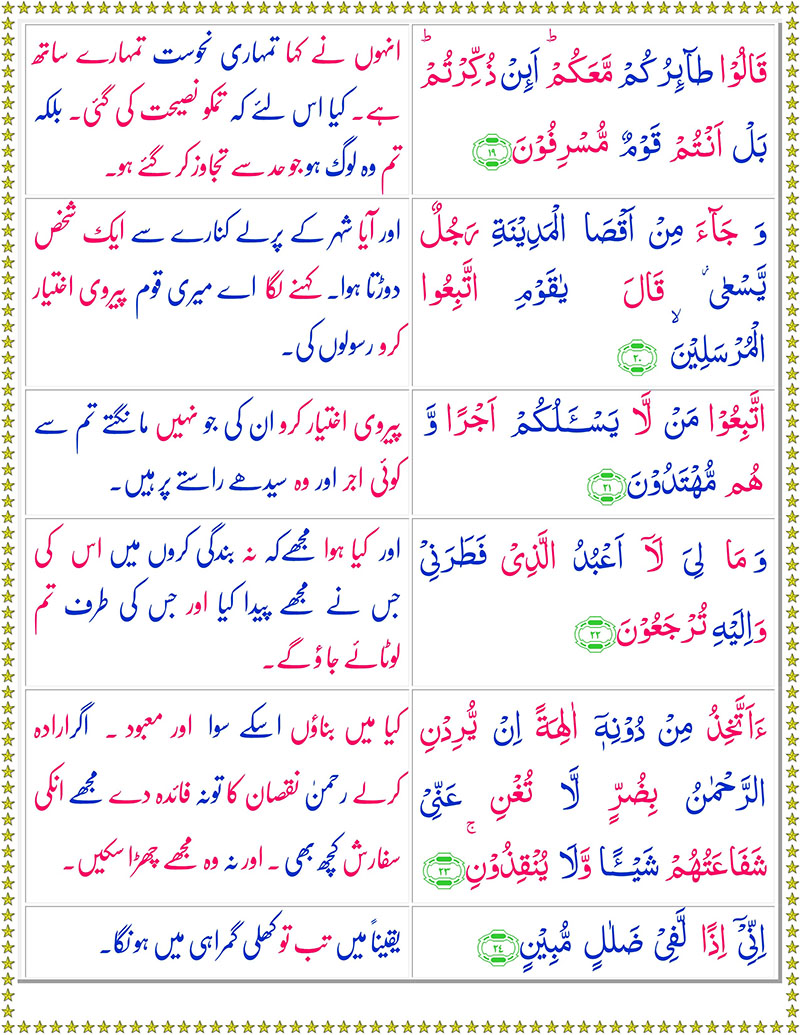 قَالُوْا طَآئِرُكُمْ مَّعَكُمْ ؕ اَئِنْ ذُكِّرْتُمْ ؕ
بَلْ اَنْتُمْ قَوْمٌ مُّسْرِفُوْنَ ۱۹
انہوں نے کہا تمہاری نحوست تمہارے ساتھ
ہے۔ کیا اس لئے کہ تمکو نصیحت کی گئی۔ بلکہ
تم وہ لوگ ہو جو حد سے تجاوز کر گئے ہو۔
وَ جَآءَ مِنْ اَقْصَا الْمَدِيْنَةِ رَجُلٌ
يَّسْعٰى ۫ قَالَ يٰقَوْمِ اتَّبِعُوا
الْمُرْسَلِيْنَ ۙ ۲۰
اور آیا شہر کے پرلے کنارے سے ایک شخص
دوڑتا ہوا۔ کہنے لگا اے میری قوم پیروی اختیار
کرو رسولوں کی۔
اتَّبِعُوْا مَنْ لَّا يَسْـَٔـلُكُمْ اَجْرًا وَّ
هُم مُّهْتَدُوْنَ ۲۱
پیروی اختیار کرو ان کی جو نہیں مانگتے تم سے
کوئی اجر اور وہ سیدھے راستے پر ہیں۔
وَ مَا لِىَ لَاۤ اَعْبُدُ الَّذِىْ فَطَرَنِىْ
وَاِلَيْهِ تُرْجَعُوْنَ ۲۲
اور کیا ہوا مجھے کہ نہ بندگی کروں میں اس کی
جس نے مجھے پیدا کیا اور جس کی طرف تم
لوٹائے جاؤ گے۔
ءَاَتَّخِذُ مِنْ دُوْنِهٖۤ اٰلِهَةً اِنْ يُّرِدْنِ
الرَّحْمٰنُ بِضُرٍّ لَّا تُغْنِ عَنِّىْ
شَفَاعَتُهُمْ شَيْـًٔـا وَّلَا يُنْقِذُوْنِ ۚ ۲۳
کیا میں بناؤں اسکے سوا اور معبود ۔ اگر ارادہ
کرلے رحمنٰ نقصان کا تو نہ فائدہ دے مجھے انکی
سفارش کچھ بھی ۔ اور نہ وہ مجھے چھڑا سکیں۔
اِنِّىْۤ اِذًا لَّفِىْ ضَلٰلٍ مُّبِيْنٍ ۲۴
یقیناً میں تب تو کھلی گمراہی میں ہونگا۔